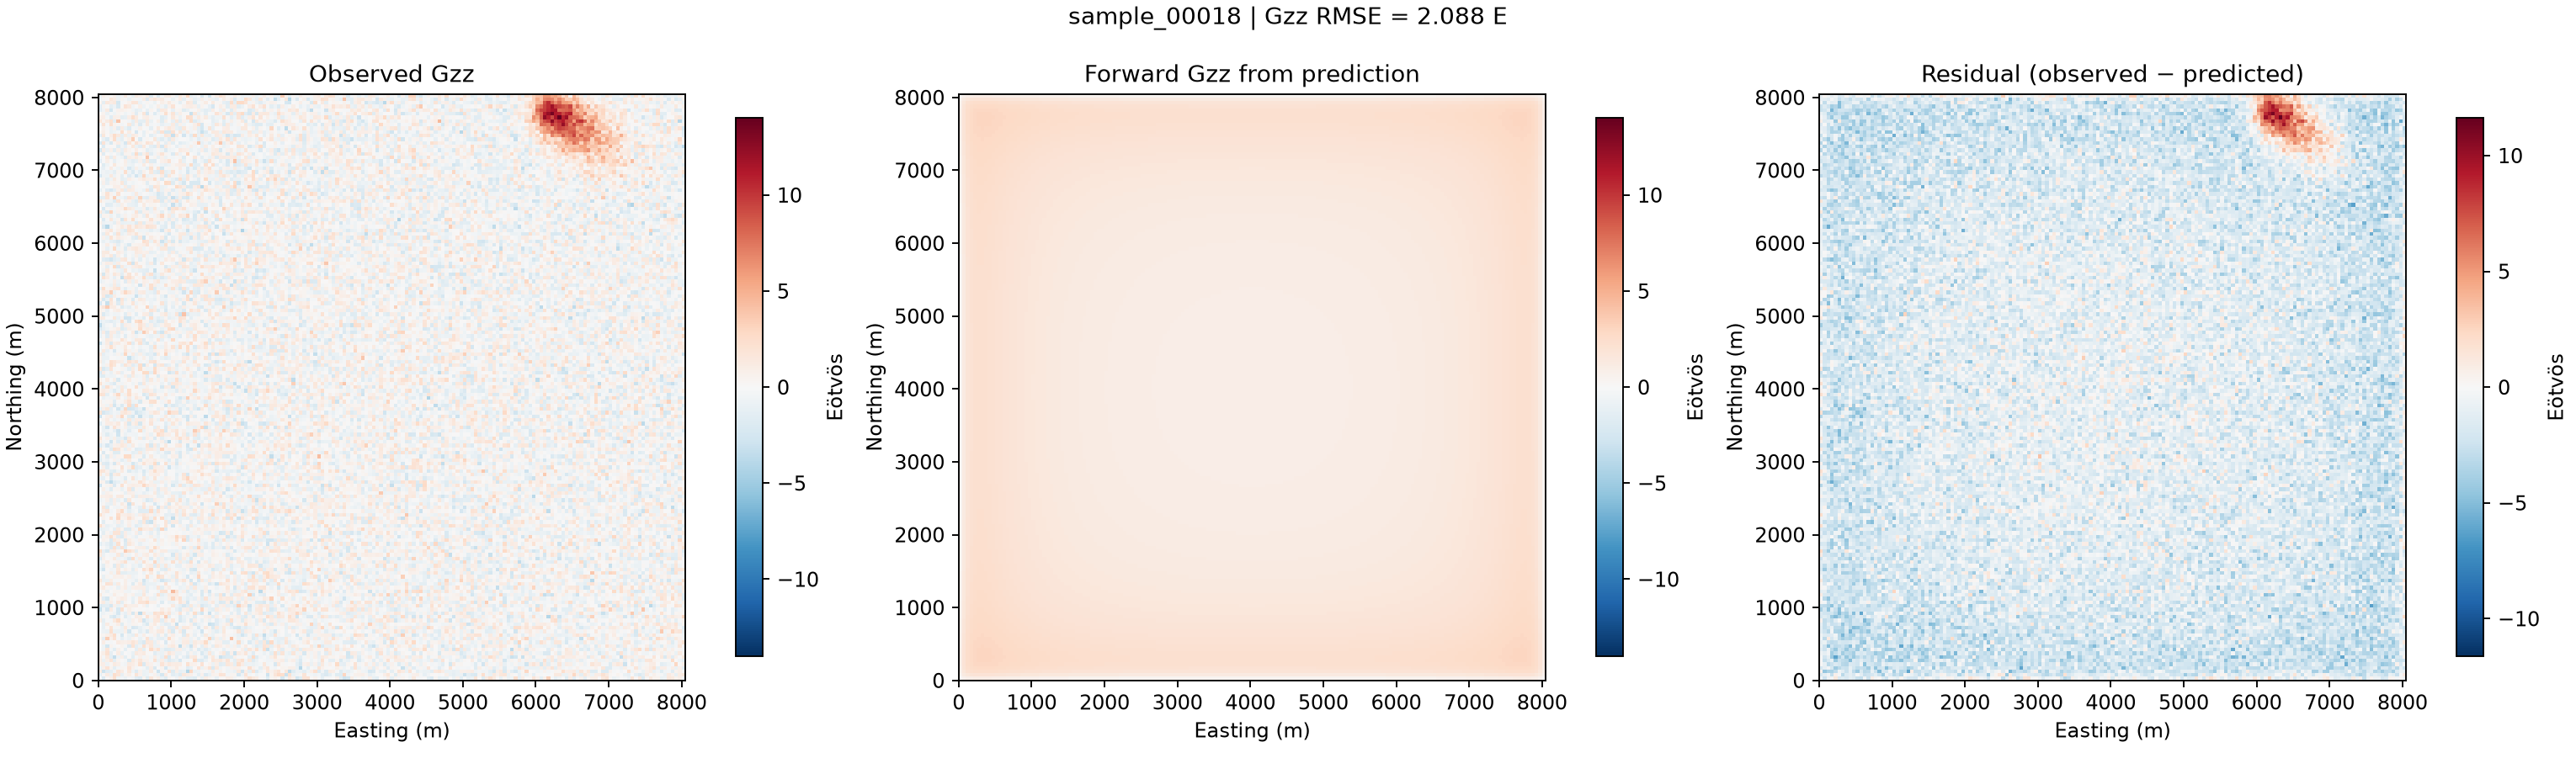 sample_00018 | Gzz RMSE = 2.088 E
Observed Gzz
Northing (m)
8000
7000
6000
5000
4000
3000
2000
1000
0
0 1000 2000 3000 4000 5000 6000 7000 8000
Easting (m)
10
5
0
−5
−10
Eötvös
Forward Gzz from prediction
Northing (m)
8000
7000
6000
5000
4000
3000
2000
1000
0
0 1000 2000 3000 4000 5000 6000 7000 8000
Easting (m)
10
5
0
−5
−10
Eötvös
Residual (observed − predicted)
Northing (m)
8000
7000
6000
5000
4000
3000
2000
1000
0
0 1000 2000 3000 4000 5000 6000 7000 8000
Easting (m)
10
5
0
−5
−10
Eötvös